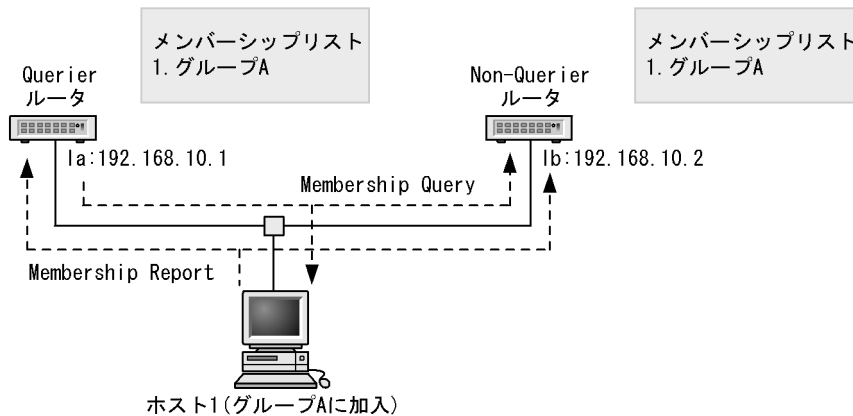 メンバーシップリスト
1. グループA
メンバーシップリスト
1. グループA
Querier
ルータ
Non-Querier
ルータ
Ia:192.168.10.1
Ib:192.168.10.2
Membership Query
Membership Report
ホスト1(グループAに加入)